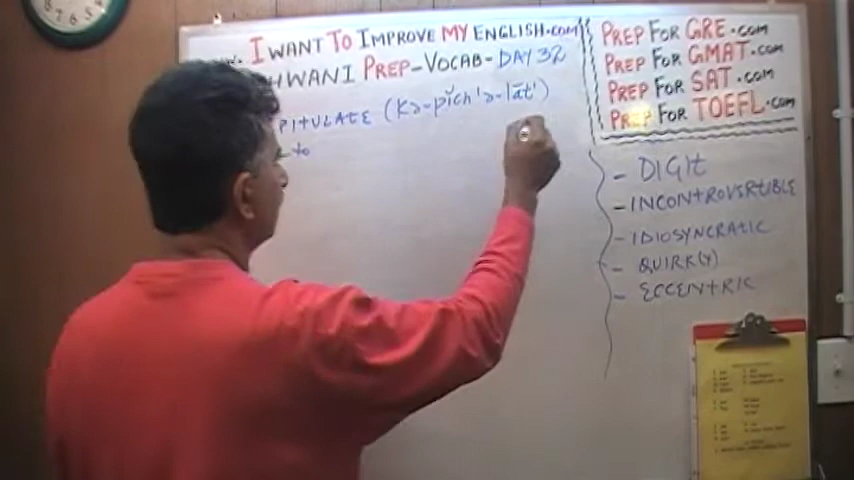 I WANT TO IMPROVE MY ENGLISH.COM
HWANI PREP-VOCAB-DAY 32
PITULATE (Kə-pĭch'ə-lāt')
- to
PREP FOR GRE.com
PREP FOR GMAT.com
PREP FOR SAT.com
PREP FOR TOEFL.com
- DIGIT
- INCONTROVERTIBLE
- IDIOSYNCRATIC
- QUIRK(Y)
- ECCENTRIC